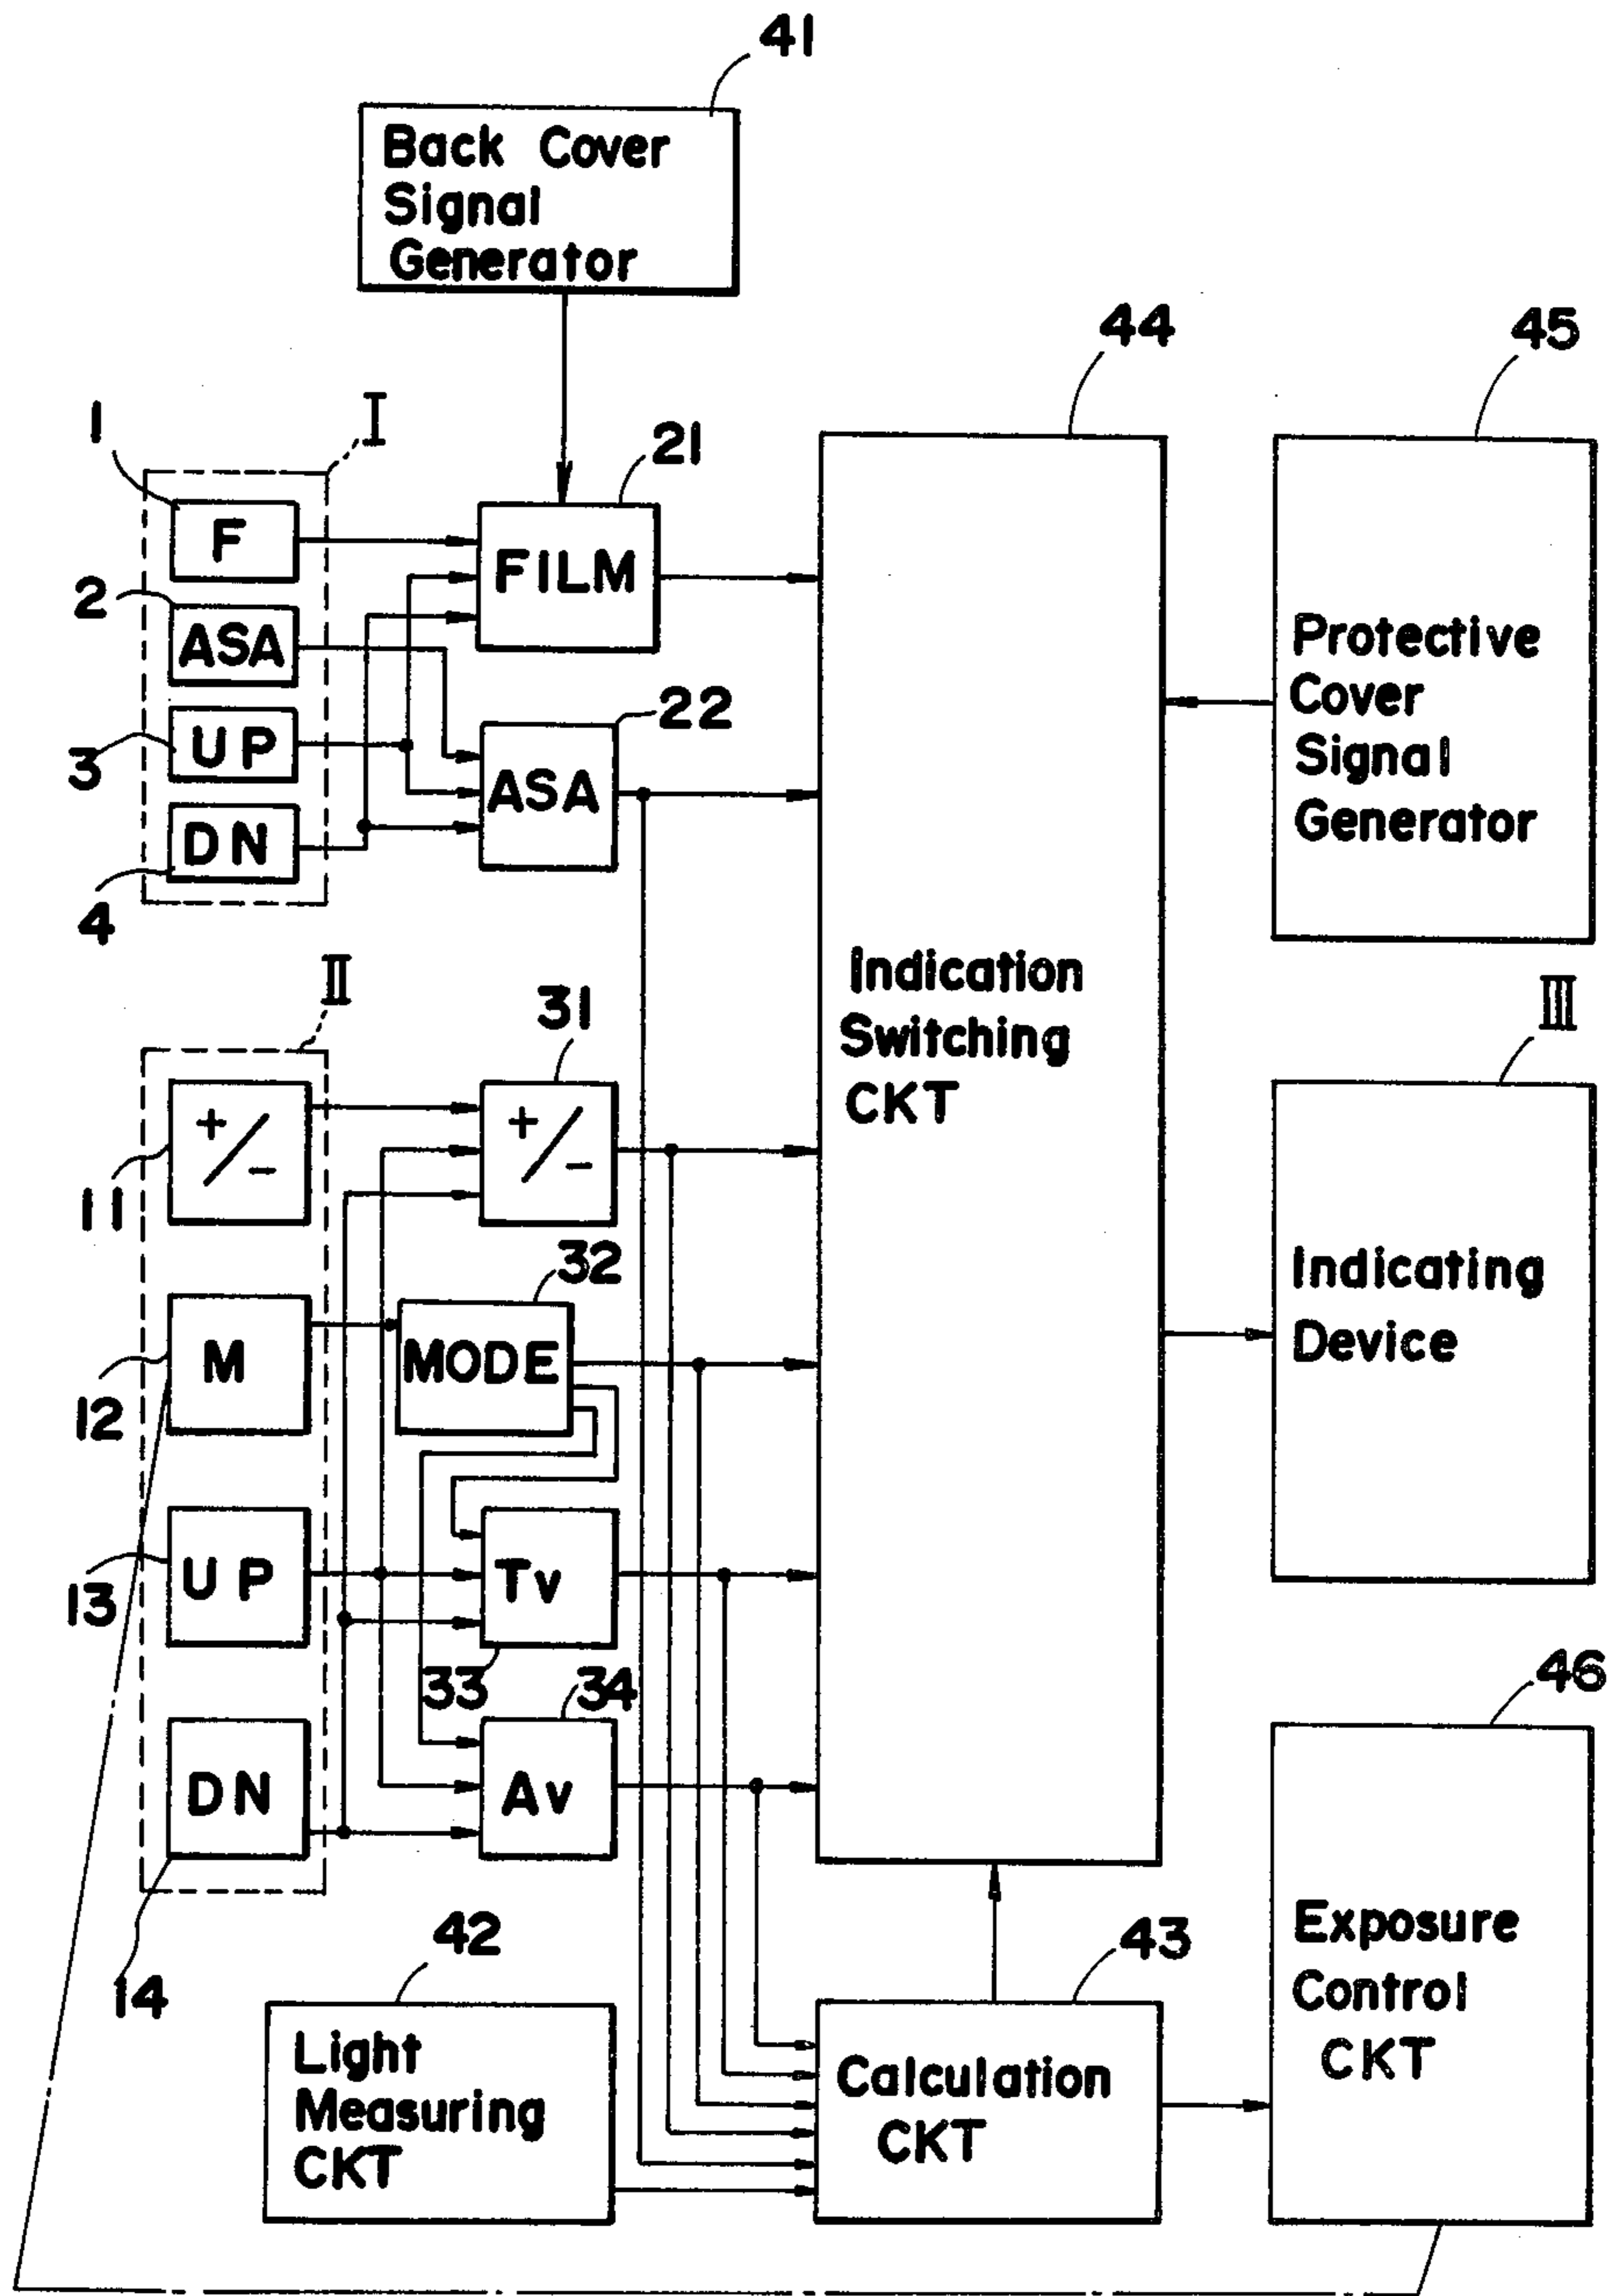 41
Back Cover
Signal
Generator
44
45
I
1
21
F
FILM
2
ASA
22
3
UP
ASA
4
DN
Protective
Cover
Signal
Generator
II
31
Indication
Switching
CKT
III
11
+/-
+/-
32
12
M
MODE
Indicating
Device
13
UP
Tv
33
34
46
DN
Av
14
42
43
Light
Measuring
CKT
Calculation
CKT
Exposure
Control
CKT